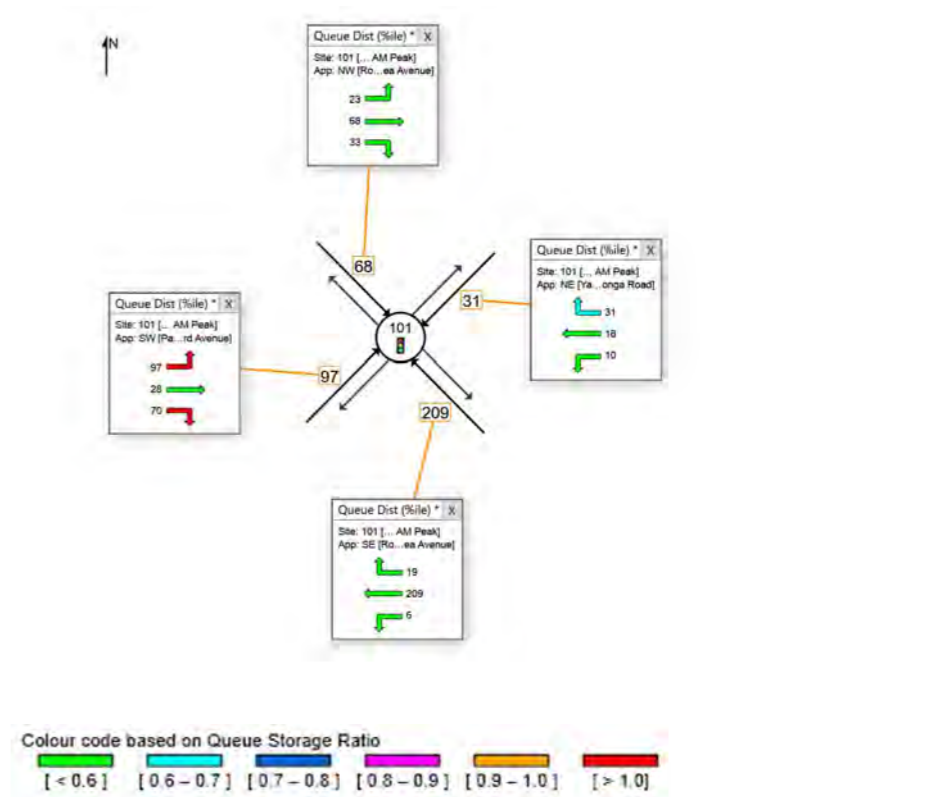 N
Queue Dist (%ile) * X
Site: 101 [... AM Peak]
App: NW [Ro...ea Avenue]
23
68
33
68
Queue Dist (%ile) * X
Site: 101 [... AM Peak]
App: NE [Ya...onga Road]
31
18
10
31
101
Queue Dist (%ile) * X
Site: 101 [... AM Peak]
App: SW [Pa...rd Avenue]
97
28
70
97
209
Queue Dist (%ile) * X
Site: 101 [... AM Peak]
App: SE [Ro...ea Avenue]
19
209
6
Colour code based on Queue Storage Ratio
[ < 0.6 ] [ 0.6 – 0.7 ] [ 0.7 – 0.8 ] [ 0.8 – 0.9 ] [ 0.9 – 1.0 ] [ > 1.0]